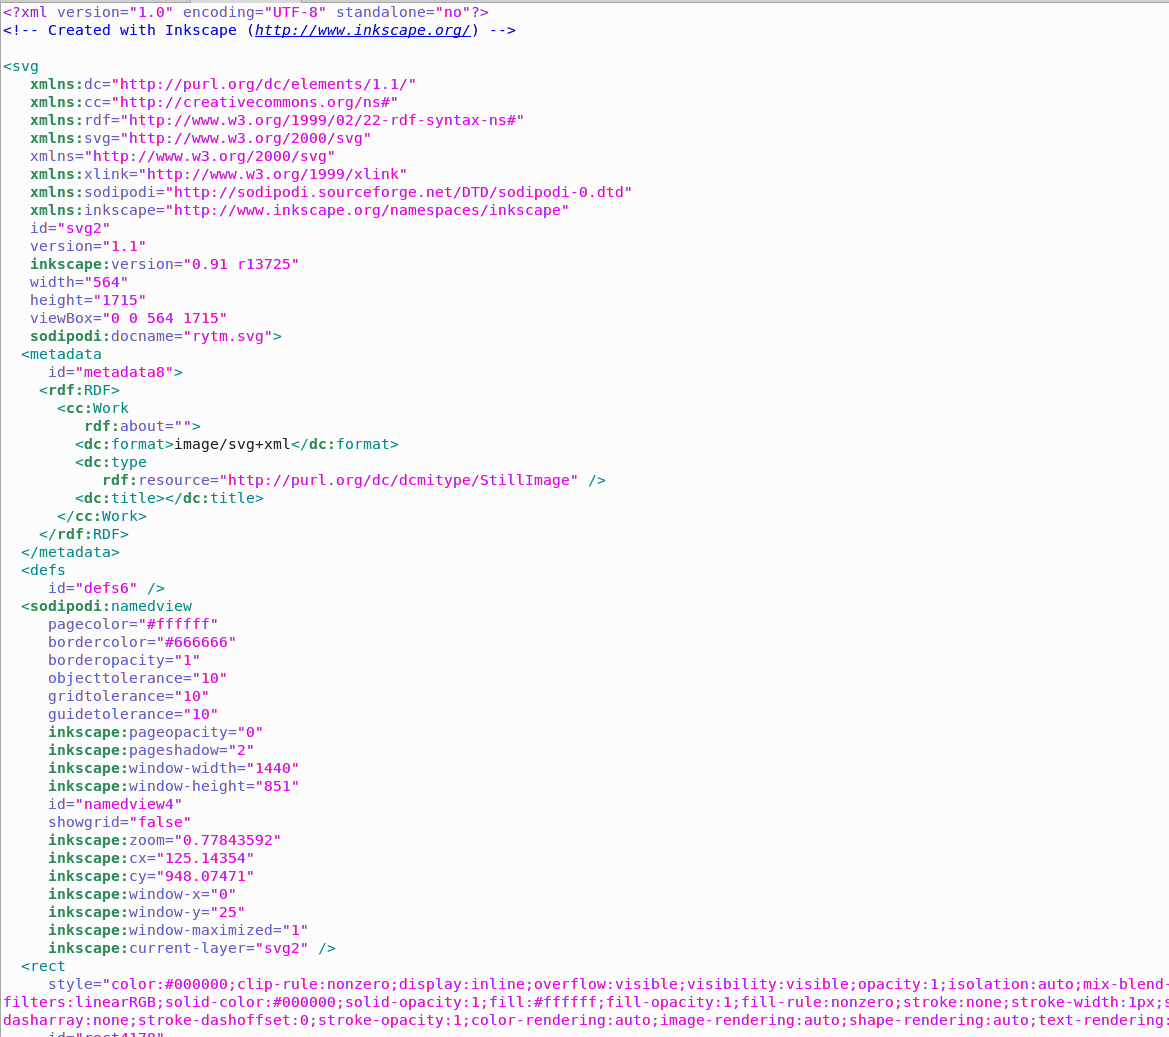 <?xml version="1.0" encoding="UTF-8" standalone="no"?>
<!-- Created with Inkscape (http://www.inkscape.org/) -->

<svg
   xmlns:dc="http://purl.org/dc/elements/1.1/"
   xmlns:cc="http://creativecommons.org/ns#"
   xmlns:rdf="http://www.w3.org/1999/02/22-rdf-syntax-ns#"
   xmlns:svg="http://www.w3.org/2000/svg"
   xmlns="http://www.w3.org/2000/svg"
   xmlns:xlink="http://www.w3.org/1999/xlink"
   xmlns:sodipodi="http://sodipodi.sourceforge.net/DTD/sodipodi-0.dtd"
   xmlns:inkscape="http://www.inkscape.org/namespaces/inkscape"
   id="svg2"
   version="1.1"
   inkscape:version="0.91 r13725"
   width="564"
   height="1715"
   viewBox="0 0 564 1715"
   sodipodi:docname="rytm.svg">
  <metadata
     id="metadata8">
    <rdf:RDF>
      <cc:Work
         rdf:about="">
        <dc:format>image/svg+xml</dc:format>
        <dc:type
           rdf:resource="http://purl.org/dc/dcmitype/StillImage" />
        <dc:title></dc:title>
      </cc:Work>
    </rdf:RDF>
  </metadata>
  <defs
     id="defs6" />
  <sodipodi:namedview
     pagecolor="#ffffff"
     bordercolor="#666666"
     borderopacity="1"
     objecttolerance="10"
     gridtolerance="10"
     guidetolerance="10"
     inkscape:pageopacity="0"
     inkscape:pageshadow="2"
     inkscape:window-width="1440"
     inkscape:window-height="851"
     id="namedview4"
     showgrid="false"
     inkscape:zoom="0.77843592"
     inkscape:cx="125.14354"
     inkscape:cy="948.07471"
     inkscape:window-x="0"
     inkscape:window-y="25"
     inkscape:window-maximized="1"
     inkscape:current-layer="svg2" />
  <rect
     style="color:#000000;clip-rule:nonzero;display:inline;overflow:visible;visibility:visible;opacity:1;isolation:auto;mix-blend-
filters:linearRGB;solid-color:#000000;solid-opacity:1;fill:#ffffff;fill-opacity:1;fill-rule:nonzero;stroke:none;stroke-width:1px;s
dasharray:none;stroke-dashoffset:0;stroke-opacity:1;color-rendering:auto;image-rendering:auto;shape-rendering:auto;text-rendering: